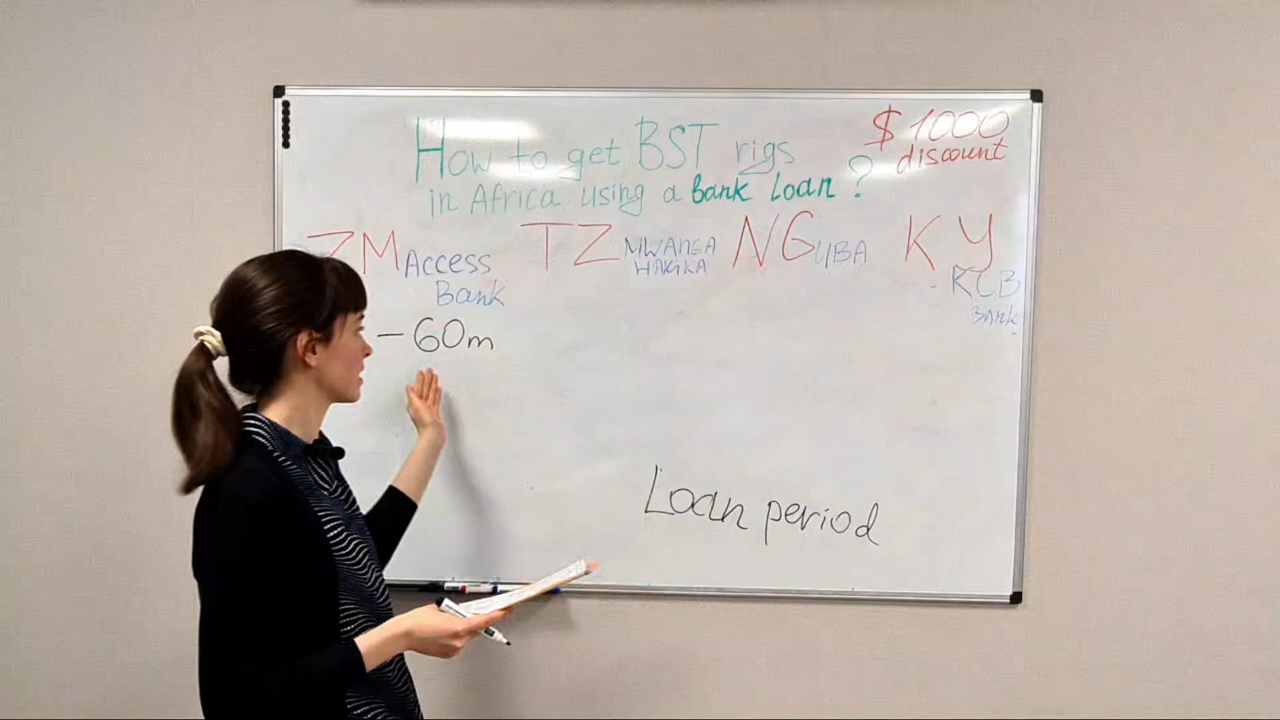 How to get BST rigs
in Africa using a bank loan?
$1000
discount
ZM Access
Bank
TZ MWANGA
HAKIKA
NG UBA
KY
KCB
BANK
–60m
Loan period